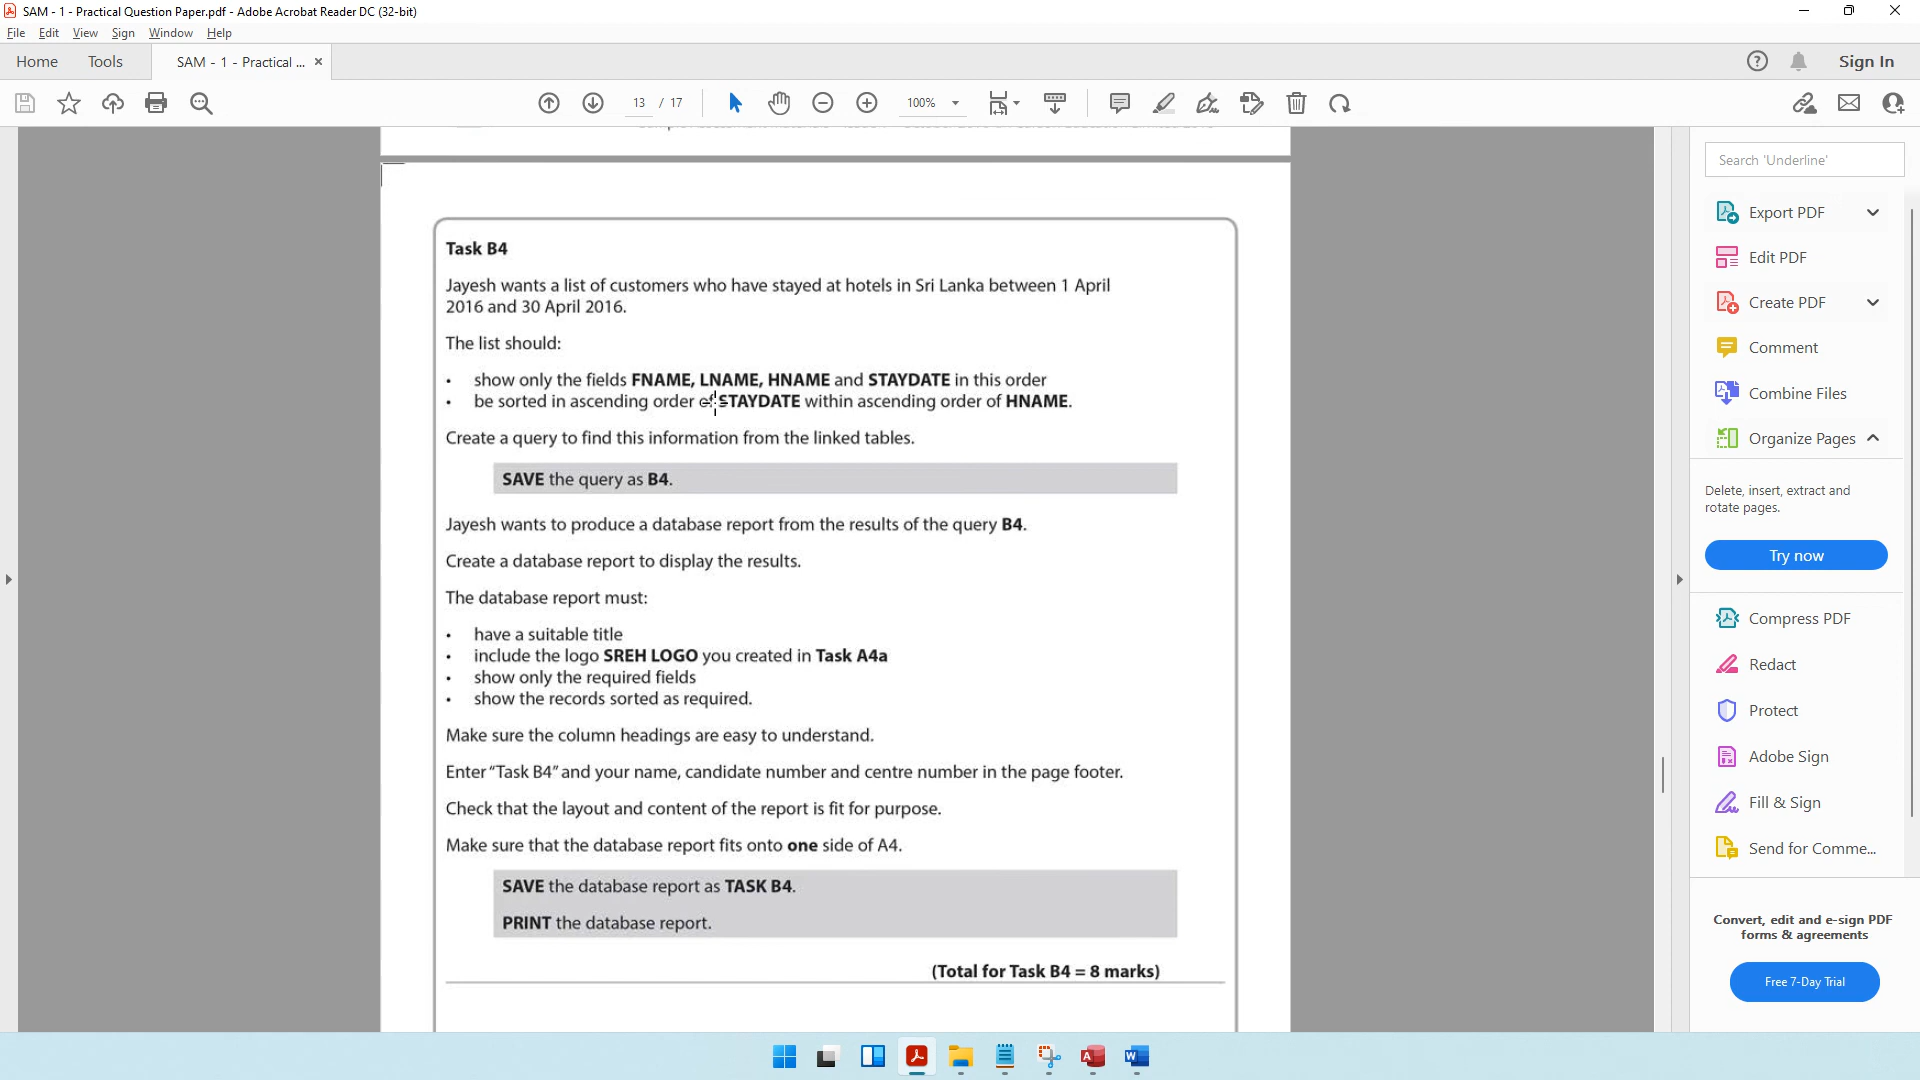 SAM - 1 - Practical Question Paper.pdf - Adobe Acrobat Reader DC (32-bit)
File Edit View Sign Window Help
Home Tools SAM - 1 - Practical ... × Sign In
13 / 17 100%
Task B4
Jayesh wants a list of customers who have stayed at hotels in Sri Lanka between 1 April
2016 and 30 April 2016.
The list should:
• show only the fields FNAME, LNAME, HNAME and STAYDATE in this order
• be sorted in ascending order of STAYDATE within ascending order of HNAME.
Create a query to find this information from the linked tables.
SAVE the query as B4.
Jayesh wants to produce a database report from the results of the query B4.
Create a database report to display the results.
The database report must:
• have a suitable title
• include the logo SREH LOGO you created in Task A4a
• show only the required fields
• show the records sorted as required.
Make sure the column headings are easy to understand.
Enter “Task B4” and your name, candidate number and centre number in the page footer.
Check that the layout and content of the report is fit for purpose.
Make sure that the database report fits onto one side of A4.
SAVE the database report as TASK B4.
PRINT the database report.
(Total for Task B4 = 8 marks)
Search 'Underline'
Export PDF
Edit PDF
Create PDF
Comment
Combine Files
Organize Pages
Delete, insert, extract and
rotate pages.
Try now
Compress PDF
Redact
Protect
Adobe Sign
Fill & Sign
Send for Comme...
Convert, edit and e-sign PDF
forms & agreements
Free 7-Day Trial